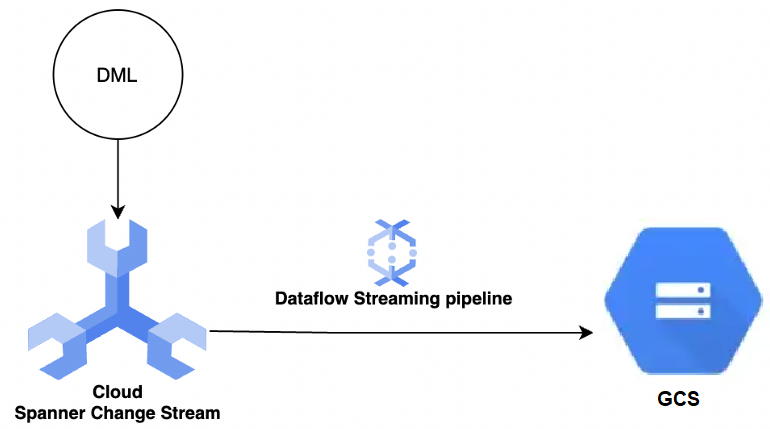 DML
Dataflow Streaming pipeline
Cloud
Spanner Change Stream
GCS